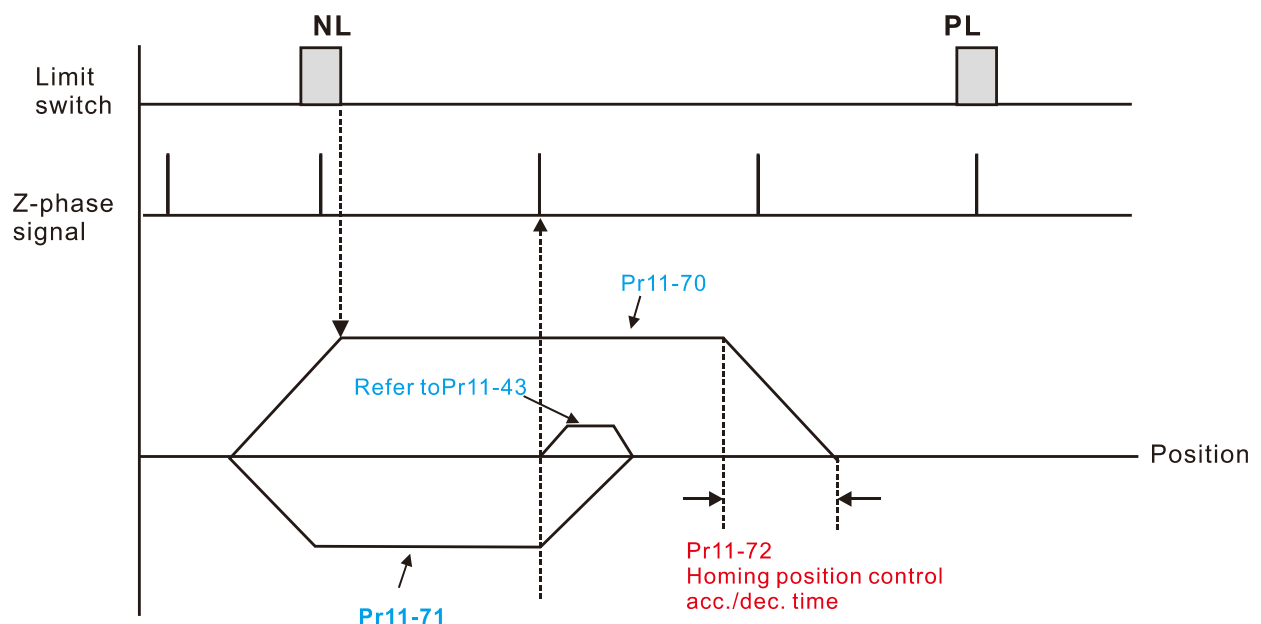 NL
PL
Limit
switch
Z-phase
signal
Pr11-70
Refer toPr11-43
Position
Pr11-72
Homing position control
acc./dec. time
Pr11-71